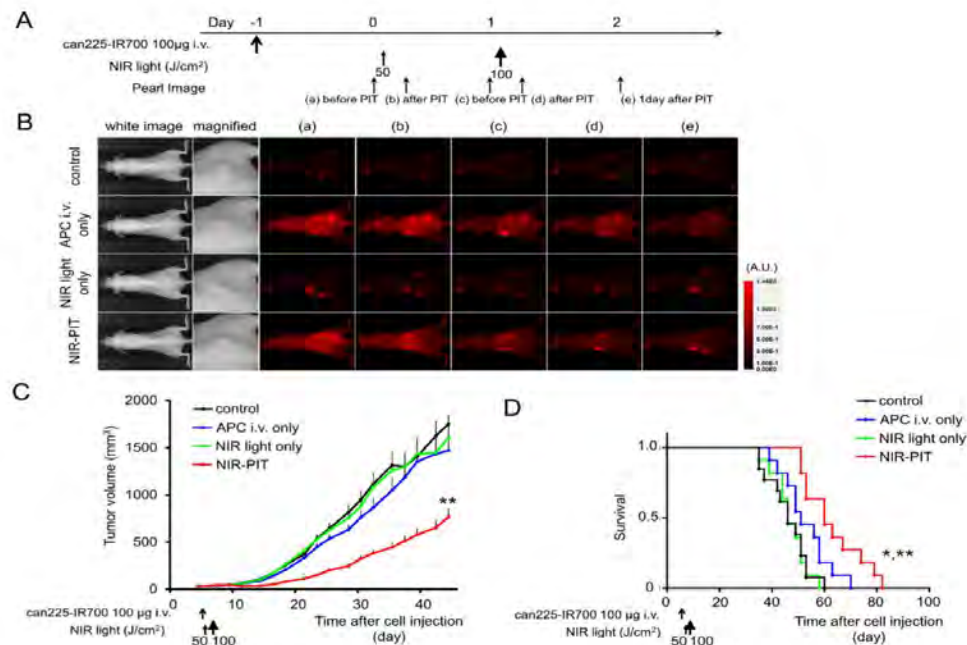 A
Day -1 0 1 2
can225-IR700 100μg i.v.
NIR light (J/cm²) 50 100
Pearl Image
(a) before PIT (b) after PIT (c) before PIT (d) after PIT (e) 1day after PIT
B
white image magnified (a) (b) (c) (d) (e)
control
APC i.v. only
NIR light only
NIR-PIT
(A.U.)
C
control
APC i.v. only
NIR light only
NIR-PIT
Tumor volume (mm³)
2000
1500
1000
500
0
**
0 10 20 30 40
Time after cell injection (day)
can225-IR700 100 μg i.v.
NIR light (J/cm²)
50 100
D
control
APC i.v. only
NIR light only
NIR-PIT
Survival
1.0
0.5
0
*,**
0 20 40 60 80 100
Time after cell injection (day)
can225-IR700 100 μg i.v.
NIR light (J/cm²)
50 100